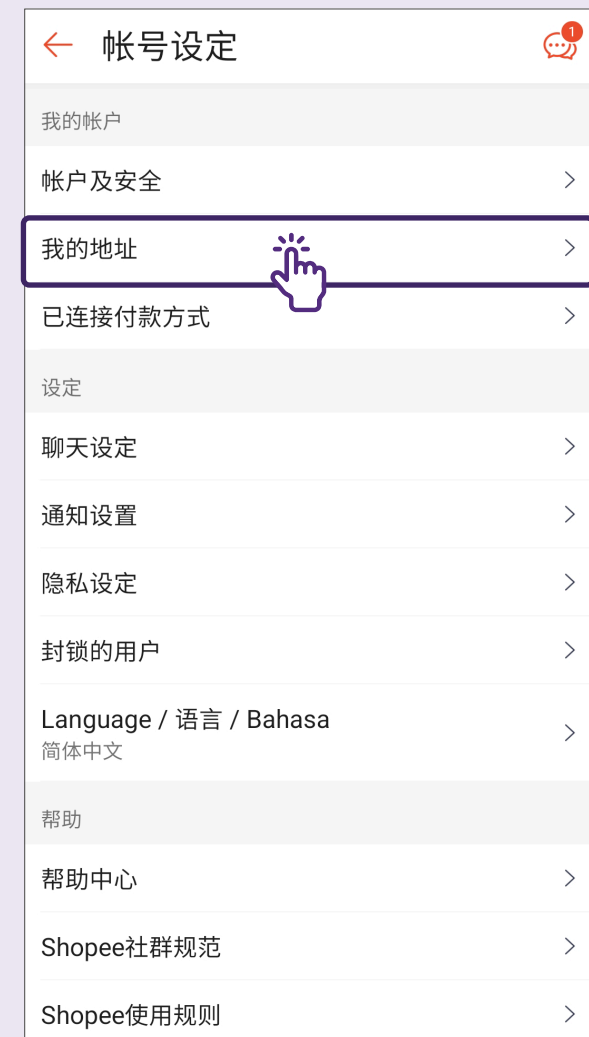 帐号设定
1
我的帐户
帐户及安全
我的地址
已连接付款方式
设定
聊天设定
通知设置
隐私设定
封锁的用户
Language / 语言 / Bahasa
简体中文
帮助
帮助中心
Shopee社群规范
Shopee使用规则